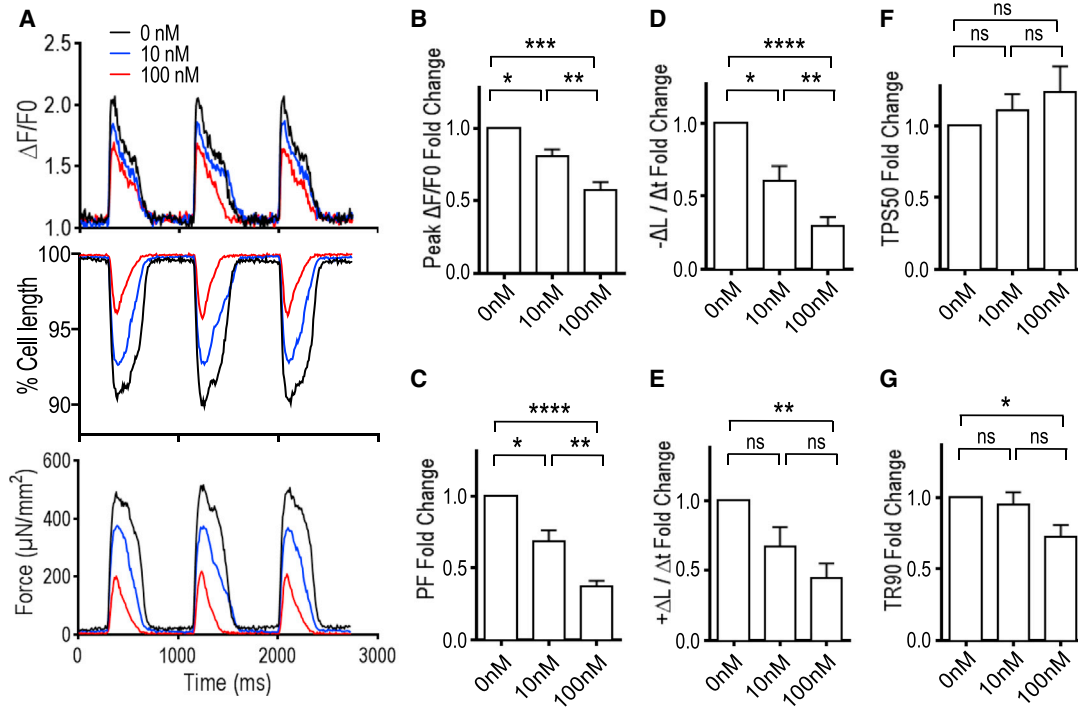 A
0 nM
10 nM
100 nM
2.5
2.0
1.5
1.0
ΔF/F0
100
95
90
% Cell length
600
400
200
0
Force (µN/mm²)
0 1000 2000 3000
Time (ms)
B
***
* **
1.0
0.5
0.0
Peak ΔF/F0 Fold Change
0nM 10nM 100nM
C
****
* **
1.0
0.5
0.0
PF Fold Change
0nM 10nM 100nM
D
****
* **
1.0
0.5
0.0
-ΔL / Δt Fold Change
0nM 10nM 100nM
E
**
ns ns
1.0
0.5
0.0
+ΔL / Δt Fold Change
0nM 10nM 100nM
F
ns
ns ns
1.0
0.5
0.0
TPS50 Fold Change
0nM 10nM 100nM
G
*
ns ns
1.0
0.5
0.0
TR90 Fold Change
0nM 10nM 100nM